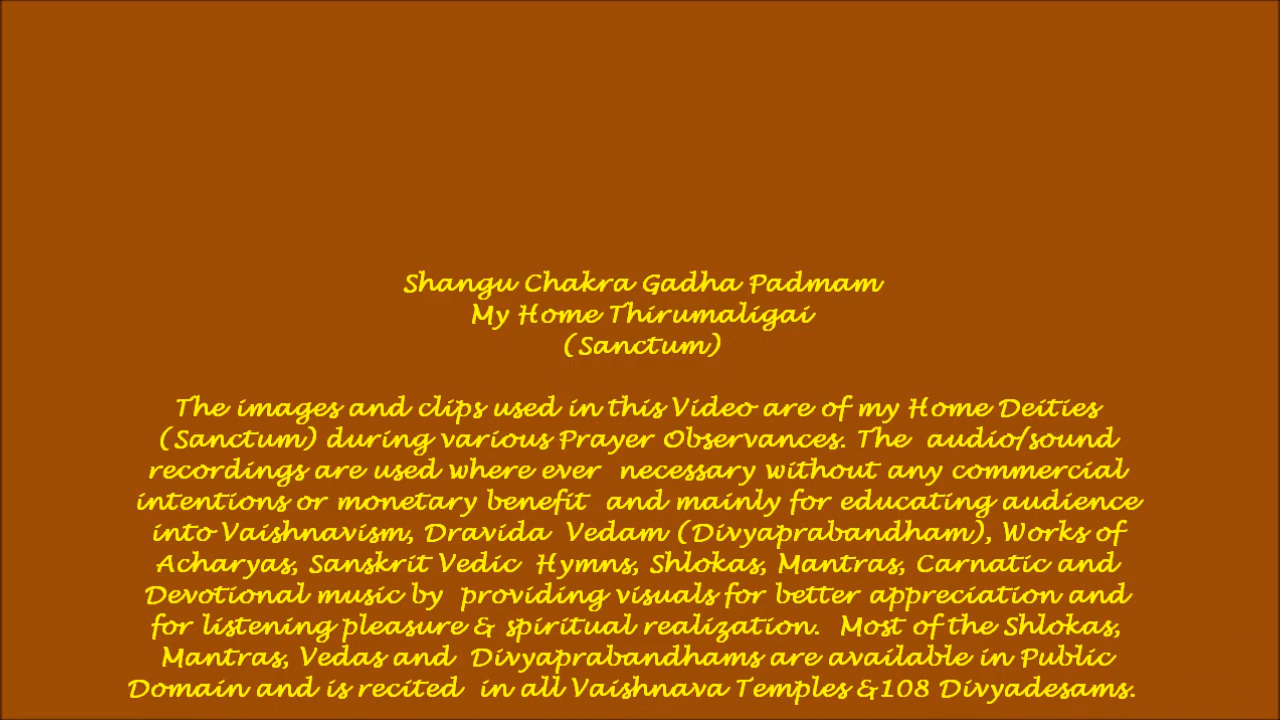 Shangu Chakra Gadha Padmam
My Home Thirumaligai
(Sanctum)
The images and clips used in this Video are of my Home Deities
(Sanctum) during various Prayer Observances. The audio/sound
recordings are used where ever necessary without any commercial
intentions or monetary benefit and mainly for educating audience
into Vaishnavism, Dravida Vedam (Divyaprabandham), Works of
Acharyas, Sanskrit Vedic Hymns, Shlokas, Mantras, Carnatic and
Devotional music by providing visuals for better appreciation and
for listening pleasure & spiritual realization. Most of the Shlokas,
Mantras, Vedas and Divyaprabandhams are available in Public
Domain and is recited in all Vaishnava Temples &108 Divyadesams.